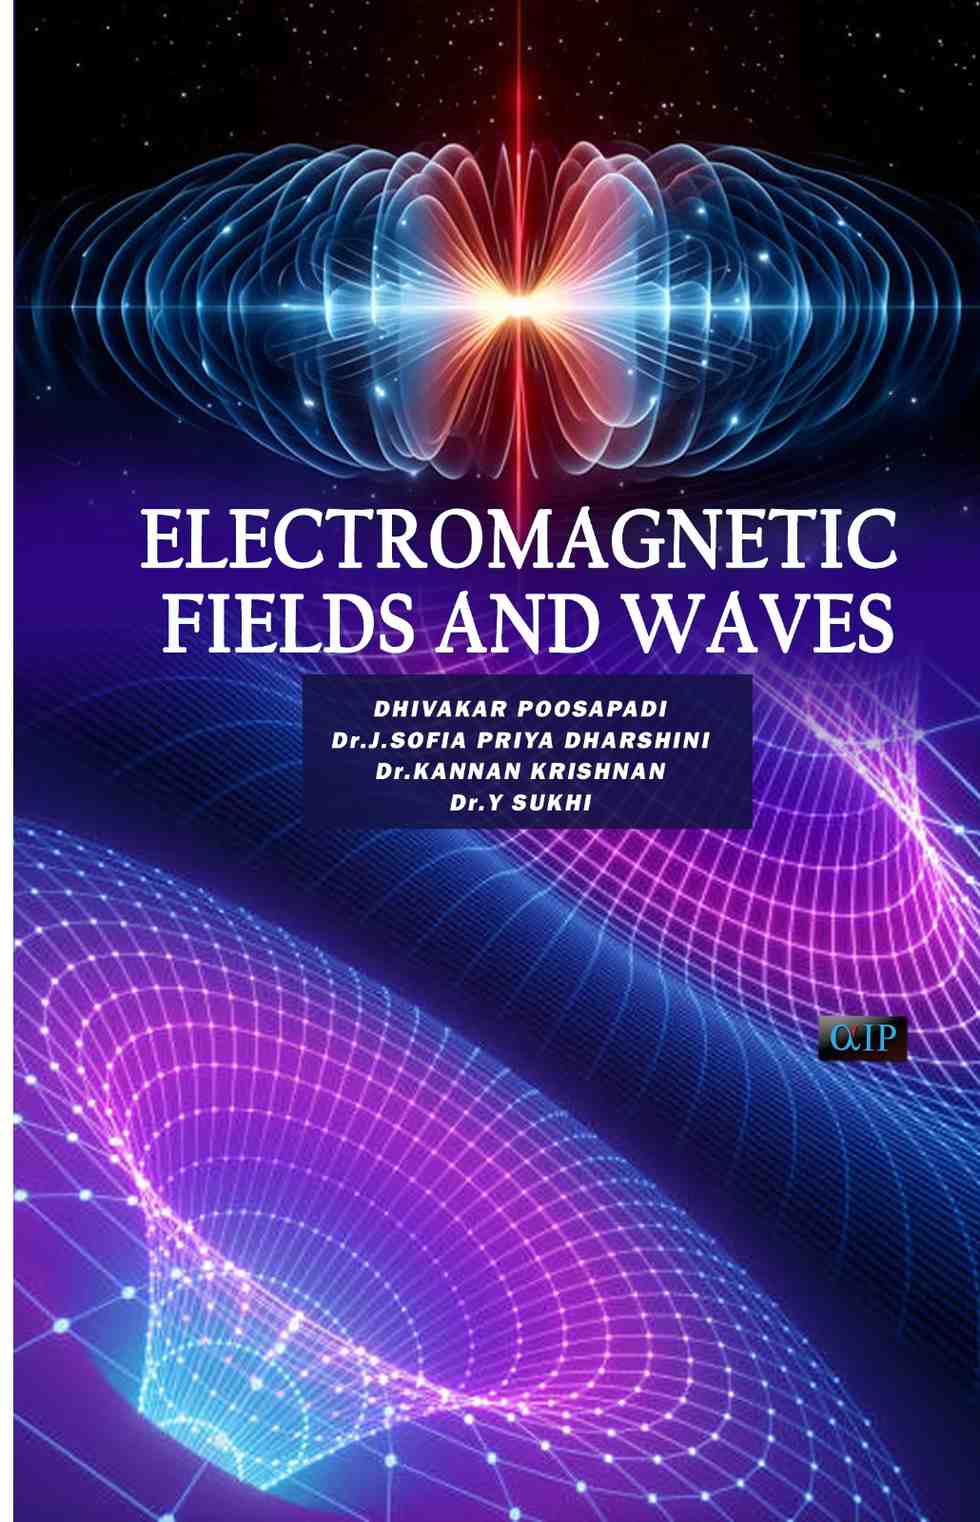 ELECTROMAGNETIC
FIELDS AND WAVES
DHIVAKAR POOSAPADI
Dr.J.SOFIA PRIYA DHARSHINI
Dr.KANNAN KRISHNAN
Dr.Y SUKHI
αIP